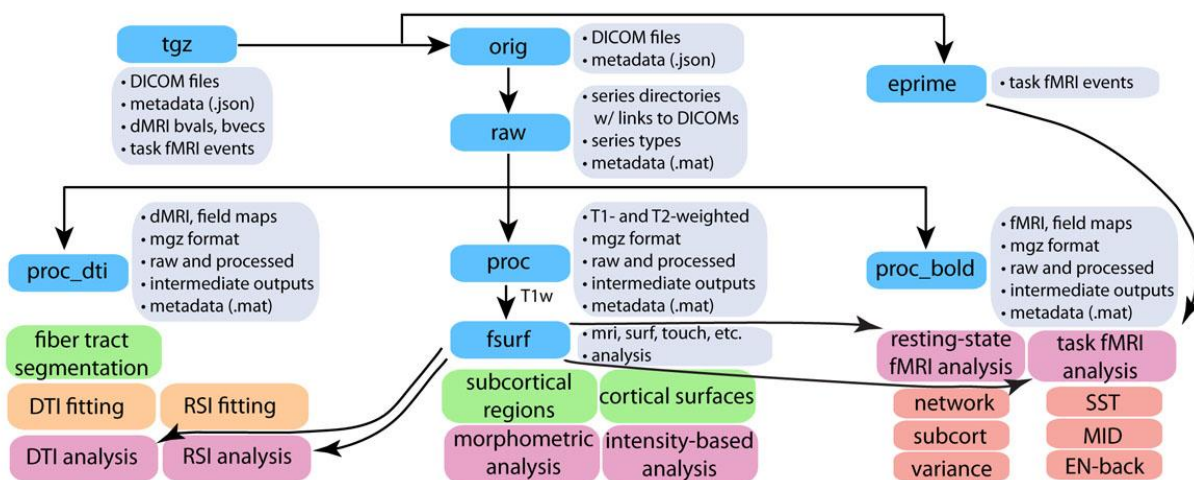 tgz
• DICOM files
• metadata (.json)
• dMRI bvals, bvecs
• task fMRI events
orig
• DICOM files
• metadata (.json)
eprime
• task fMRI events
raw
• series directories
w/ links to DICOMs
• series types
• metadata (.mat)
proc_dti
• dMRI, field maps
• mgz format
• raw and processed
• intermediate outputs
• metadata (.mat)
proc
• T1- and T2-weighted
• mgz format
• raw and processed
• intermediate outputs
• metadata (.mat)
proc_bold
• fMRI, field maps
• mgz format
• raw and processed
• intermediate outputs
• metadata (.mat)
T1w
fsurf
• mri, surf, touch, etc.
• analysis
fiber tract
segmentation
DTI fitting
RSI fitting
DTI analysis
RSI analysis
subcortical
regions
cortical surfaces
morphometric
analysis
intensity-based
analysis
resting-state
fMRI analysis
task fMRI
analysis
network
subcort
variance
SST
MID
EN-back